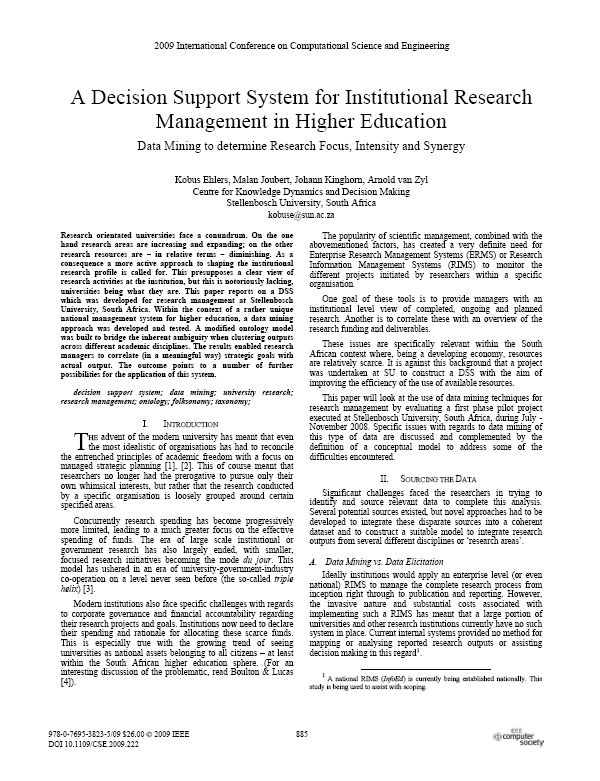 2009 International Conference on Computational Science and Engineering
A Decision Support System for Institutional Research
Management in Higher Education
Data Mining to determine Research Focus, Intensity and Synergy
Kobus Ehlers, Malan Joubert, Johann Kinghorn, Arnold van Zyl
Centre for Knowledge Dynamics and Decision Making
Stellenbosch University, South Africa
kobuse@sun.ac.za
Research orientated universities face a conundrum. On the one
hand research areas are increasing and expanding; on the other
research resources are – in relative terms – diminishing. As a
consequence a more active approach to shaping the institutional
research profile is called for. This presupposes a clear view of
research activities at the institution, but this is notoriously lacking,
universities being what they are. This paper reports on a DSS
which was developed for research management at Stellenbosch
University, South Africa. Within the context of a rather unique
national management system for higher education, a data mining
approach was developed and tested. A modified ontology model
was built to bridge the inherent ambiguity when clustering outputs
across different academic disciplines. The results enabled research
managers to correlate (in a meaningful way) strategic goals with
actual output. The outcome points to a number of further
possibilities for the application of this system.
decision support system; data mining; university research;
research management; ontology; folksonomy; taxonomy;
I. INTRODUCTION
THE advent of the modern university has meant that even
the most idealistic of organisations has had to reconcile
the entrenched principles of academic freedom with a focus on
managed strategic planning [1], [2]. This of course meant that
researchers no longer had the prerogative to pursue only their
own whimsical interests, but rather that the research conducted
by a specific organisation is loosely grouped around certain
specified areas.
Concurrently research spending has become progressively
more limited, leading to a much greater focus on the effective
spending of funds. The era of large scale institutional or
government research has also largely ended, with smaller,
focused research initiatives becoming the mode du jour. This
model has ushered in an era of university-government-industry
co-operation on a level never seen before (the so-called triple
helix) [3].
Modern institutions also face specific challenges with regards
to corporate governance and financial accountability regarding
their research projects and goals. Institutions now need to declare
their spending and rationale for allocating these scarce funds.
This is especially true with the growing trend of seeing
universities as national assets belonging to all citizens – at least
within the South African higher education sphere. (For an
interesting discussion of the problematic, read Boulton & Lucas
[4]).
The popularity of scientific management, combined with the
abovementioned factors, has created a very definite need for
Enterprise Research Management Systems (ERMS) or Research
Information Management Systems (RIMS) to monitor the
different projects initiated by researchers within a specific
organisation.
One goal of these tools is to provide managers with an
institutional level view of completed, ongoing and planned
research. Another is to correlate these with an overview of the
research funding and deliverables.
These issues are specifically relevant within the South
African context where, being a developing economy, resources
are relatively scarce. It is against this background that a project
was undertaken at SU to construct a DSS with the aim of
improving the efficiency of the use of available resources.
This paper will look at the use of data mining techniques for
research management by evaluating a first phase pilot project
executed at Stellenbosch University, South Africa, during July -
November 2008. Specific issues with regards to data mining of
this type of data are discussed and complemented by the
definition of a conceptual model to address some of the
difficulties encountered.
II. SOURCING THE DATA
Significant challenges faced the researchers in trying to
identify and source relevant data to complete this analysis.
Several potential sources existed, but novel approaches had to be
developed to integrate these disparate sources into a coherent
dataset and to construct a suitable model to integrate research
outputs from several different disciplines or 'research areas'.
A. Data Mining vs. Data Elicitation
Ideally institutions would apply an enterprise level (or even
national) RIMS to manage the complete research process from
inception right through to publication and reporting. However,
the invasive nature and substantial costs associated with
implementing such a RIMS has meant that a large portion of
universities and other research institutions currently have no such
system in place. Current internal systems provided no method for
mapping or analysing reported research outputs or assisting
decision making in this regard1.
1 A national RIMS (InfoEd) is currently being established nationally. This
study is being used to assist with scoping.
978-0-7695-3823-5/09 $26.00 © 2009 IEEE
DOI 10.1109/CSE.2009.222
885
IEEE
computer
society